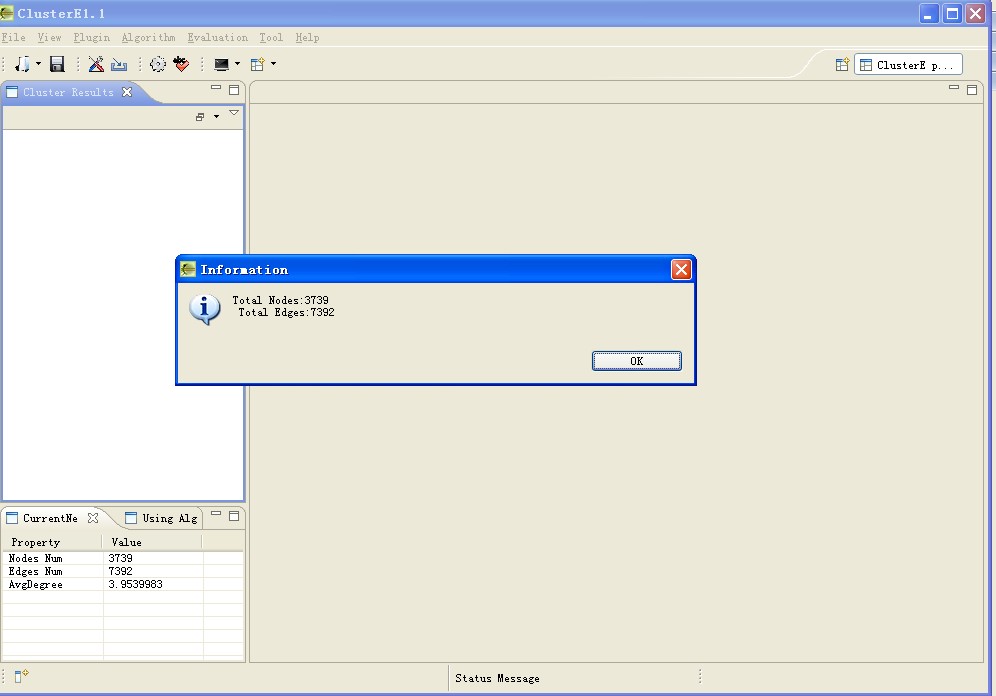 ClusterE1.1
File View Plugin Algorithm Evaluation Tool Help
ClusterE p...
Cluster Results
Information
Total Nodes:3739
Total Edges:7392
OK
CurrentNe
Using Alg
Property Value
Nodes Num 3739
Edges Num 7392
AvgDegree 3.9539983
Status Message